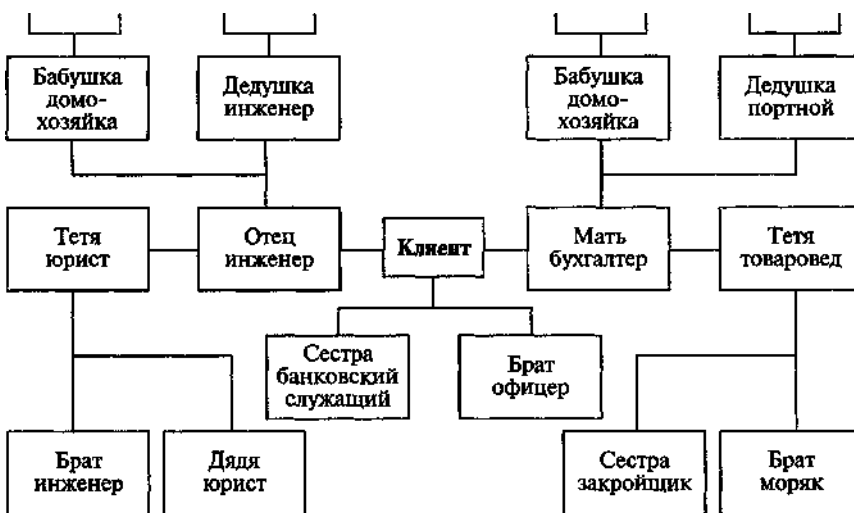 Бабушка
домо-
хозяйка
Дедушка
инженер
Бабушка
домо-
хозяйка
Дедушка
портной
Тетя
юрист
Отец
инженер
Клиент
Мать
бухгалтер
Тетя
товаровед
Сестра
банковский
служащий
Брат
офицер
Брат
инженер
Дядя
юрист
Сестра
закройщик
Брат
моряк